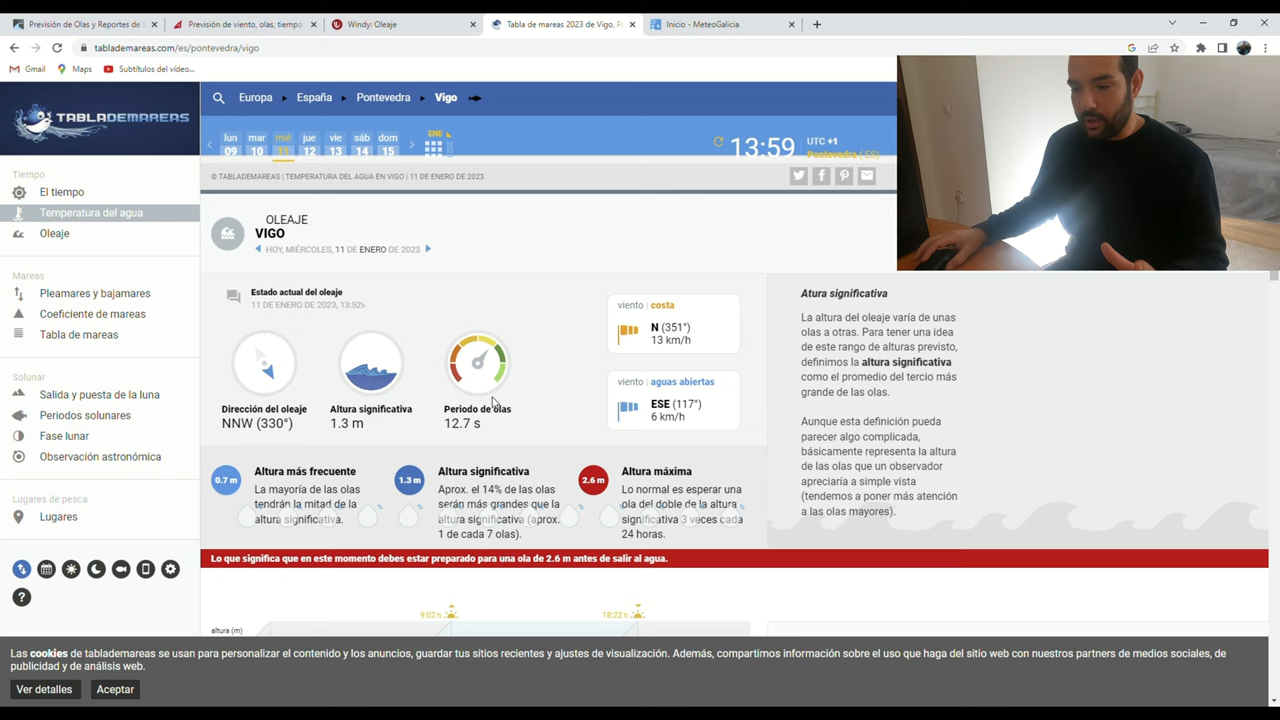 Previsión de Olas y Reportes de S
Previsión de viento, olas, tiempo
Windy: Oleaje
Tabla de mareas 2023 de Vigo, P
Inicio - MeteoGalicia
tablademareas.com/es/pontevedra/vigo
Gmail
Maps
Subtítulos del vídeo...
TABLADEMAREAS
Europa
España
Pontevedra
Vigo
lun mar mié jue vie sáb dom
09 10 11 12 13 14 15
ENE
2023
13:59
UTC +1
© TABLADEMAREAS | TEMPERATURA DEL AGUA EN VIGO | 11 DE ENERO DE 2023
Tiempo
El tiempo
Temperatura del agua
Oleaje
Mareas
Pleamares y bajamares
Coeficiente de mareas
Tabla de mareas
Solunar
Salida y puesta de la luna
Periodos solunares
Fase lunar
Observación astronómica
Lugares de pesca
Lugares
OLEAJE
VIGO
HOY, MIÉRCOLES, 11 DE ENERO DE 2023
Estado actual del oleaje
11 DE ENERO DE 2023, 13:52h
Dirección del oleaje
NNW (330°)
Altura significativa
1.3 m
Periodo de olas
12.7 s
viento | costa
N (351°)
13 km/h
viento | aguas abiertas
ESE (117°)
6 km/h
0.7 m
Altura más frecuente
La mayoría de las olas
tendrán la mitad de la
altura significativa.
1.3 m
Altura significativa
Aprox. el 14% de las olas
serán más grandes que la
altura significativa (aprox.
1 de cada 7 olas).
2.6 m
Altura máxima
Lo normal es esperar una
ola del doble de la altura
significativa 3 veces cada
24 horas.
Atura significativa
La altura del oleaje varía de unas
olas a otras. Para tener una idea
de este rango de alturas previsto,
definimos la altura significativa
como el promedio del tercio más
grande de las olas.
Aunque esta definición pueda
parecer algo complicada,
básicamente representa la altura
de las olas que un observador
apreciaría a simple vista
(tendemos a poner más atención
a las olas mayores).
Lo que significa que en este momento debes estar preparado para una ola de 2.6 m antes de salir al agua.
9:02 h
18:22 h
altura (m)
Las cookies de tablademareas se usan para personalizar el contenido y los anuncios, guardar tus sitios recientes y ajustes de visualización. Además, compartimos información sobre el uso que haga del sitio web con nuestros partners de medios sociales, de
publicidad y de análisis web.
Ver detalles
Aceptar